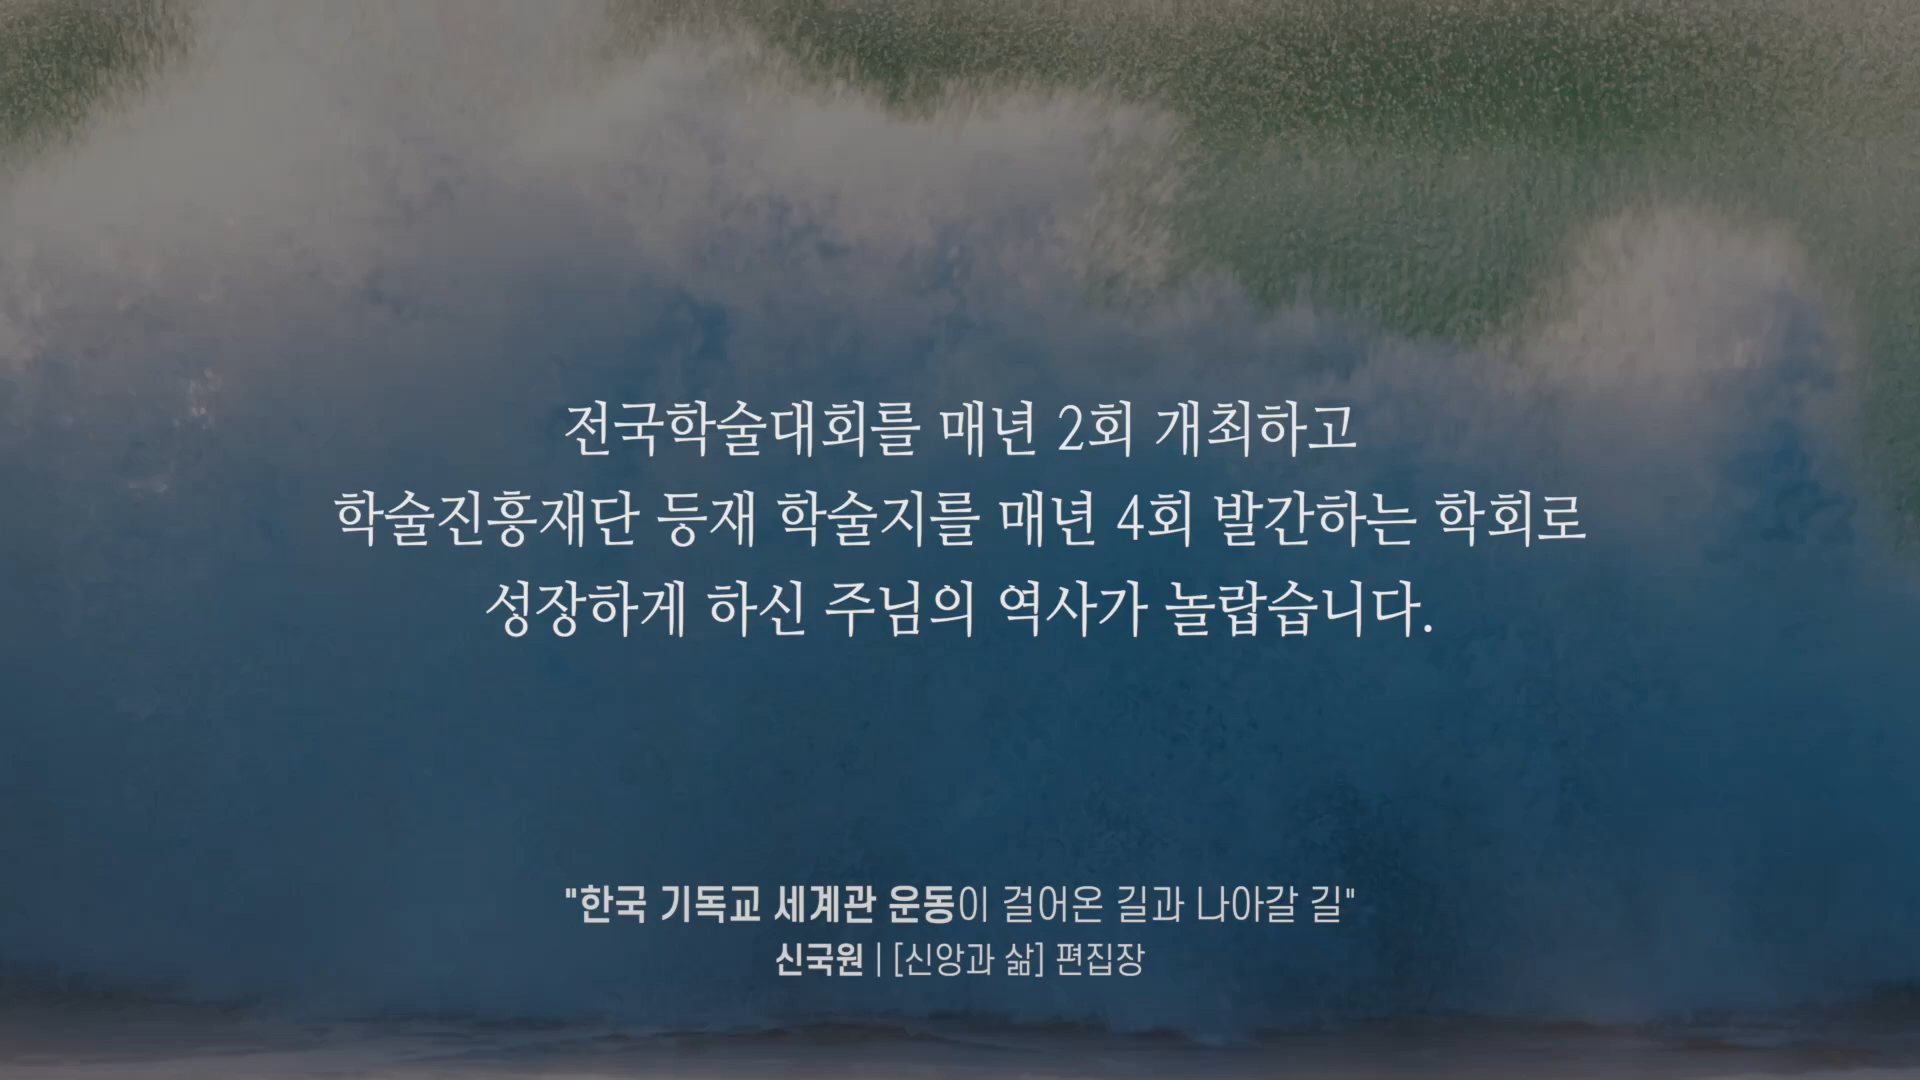 전국학술대회를 매년 2회 개최하고
학술진흥재단 등재 학술지를 매년 4회 발간하는 학회로
성장하게 하신 주님의 역사가 놀랍습니다.
"한국 기독교 세계관 운동이 걸어온 길과 나아갈 길"
신국원 | [신앙과 삶] 편집장